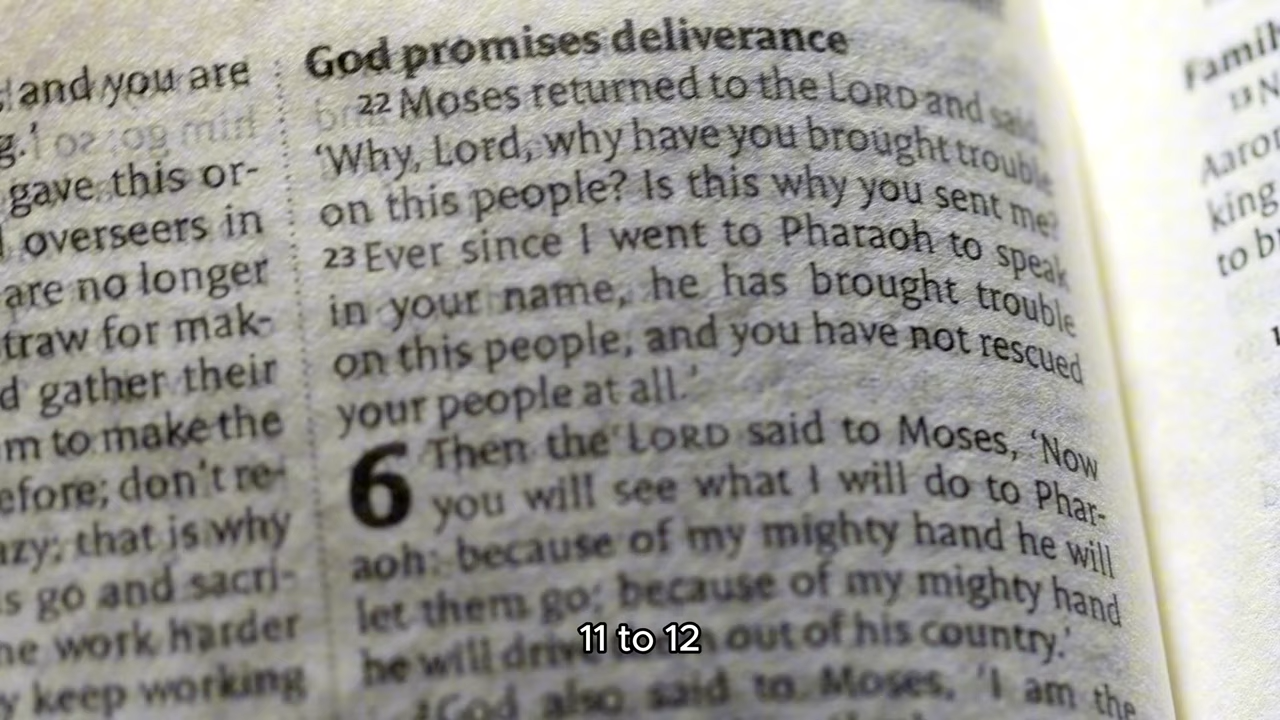 and you are
g.'
gave this or-
overseers in
are no longer
straw for mak-
d gather their
m to make the
efore; don't re-
azy; that is why
us go and sacri-
he work harder
y keep working
God promises deliverance
22 Moses returned to the LORD and said,
'Why, Lord, why have you brought trouble
on this people? Is this why you sent me?
23 Ever since I went to Pharaoh to speak
in your name, he has brought trouble
on this people, and you have not rescued
your people at all.'
6 Then the LORD said to Moses, 'Now
you will see what I will do to Phar-
aoh: because of my mighty hand he will
let them go; because of my mighty hand
he will drive out of his country.'
God also said to Moses, 'I am the
Famil
13 N
Aaron
king
to br
11 to 12